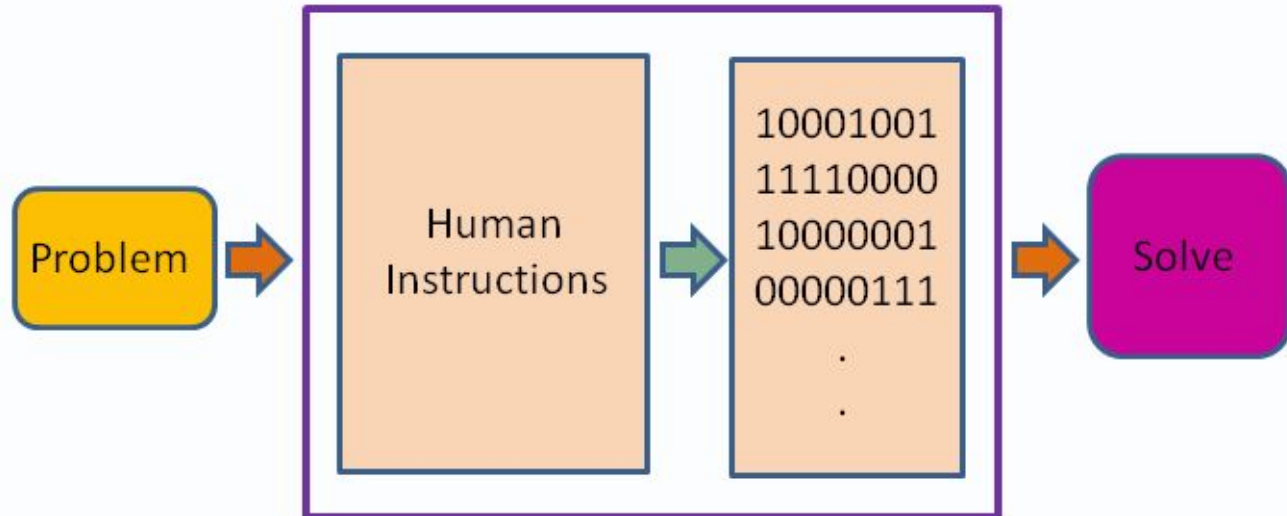 Problem
Human
Instructions
10001001
11110000
10000001
00000111
.
.
Solve